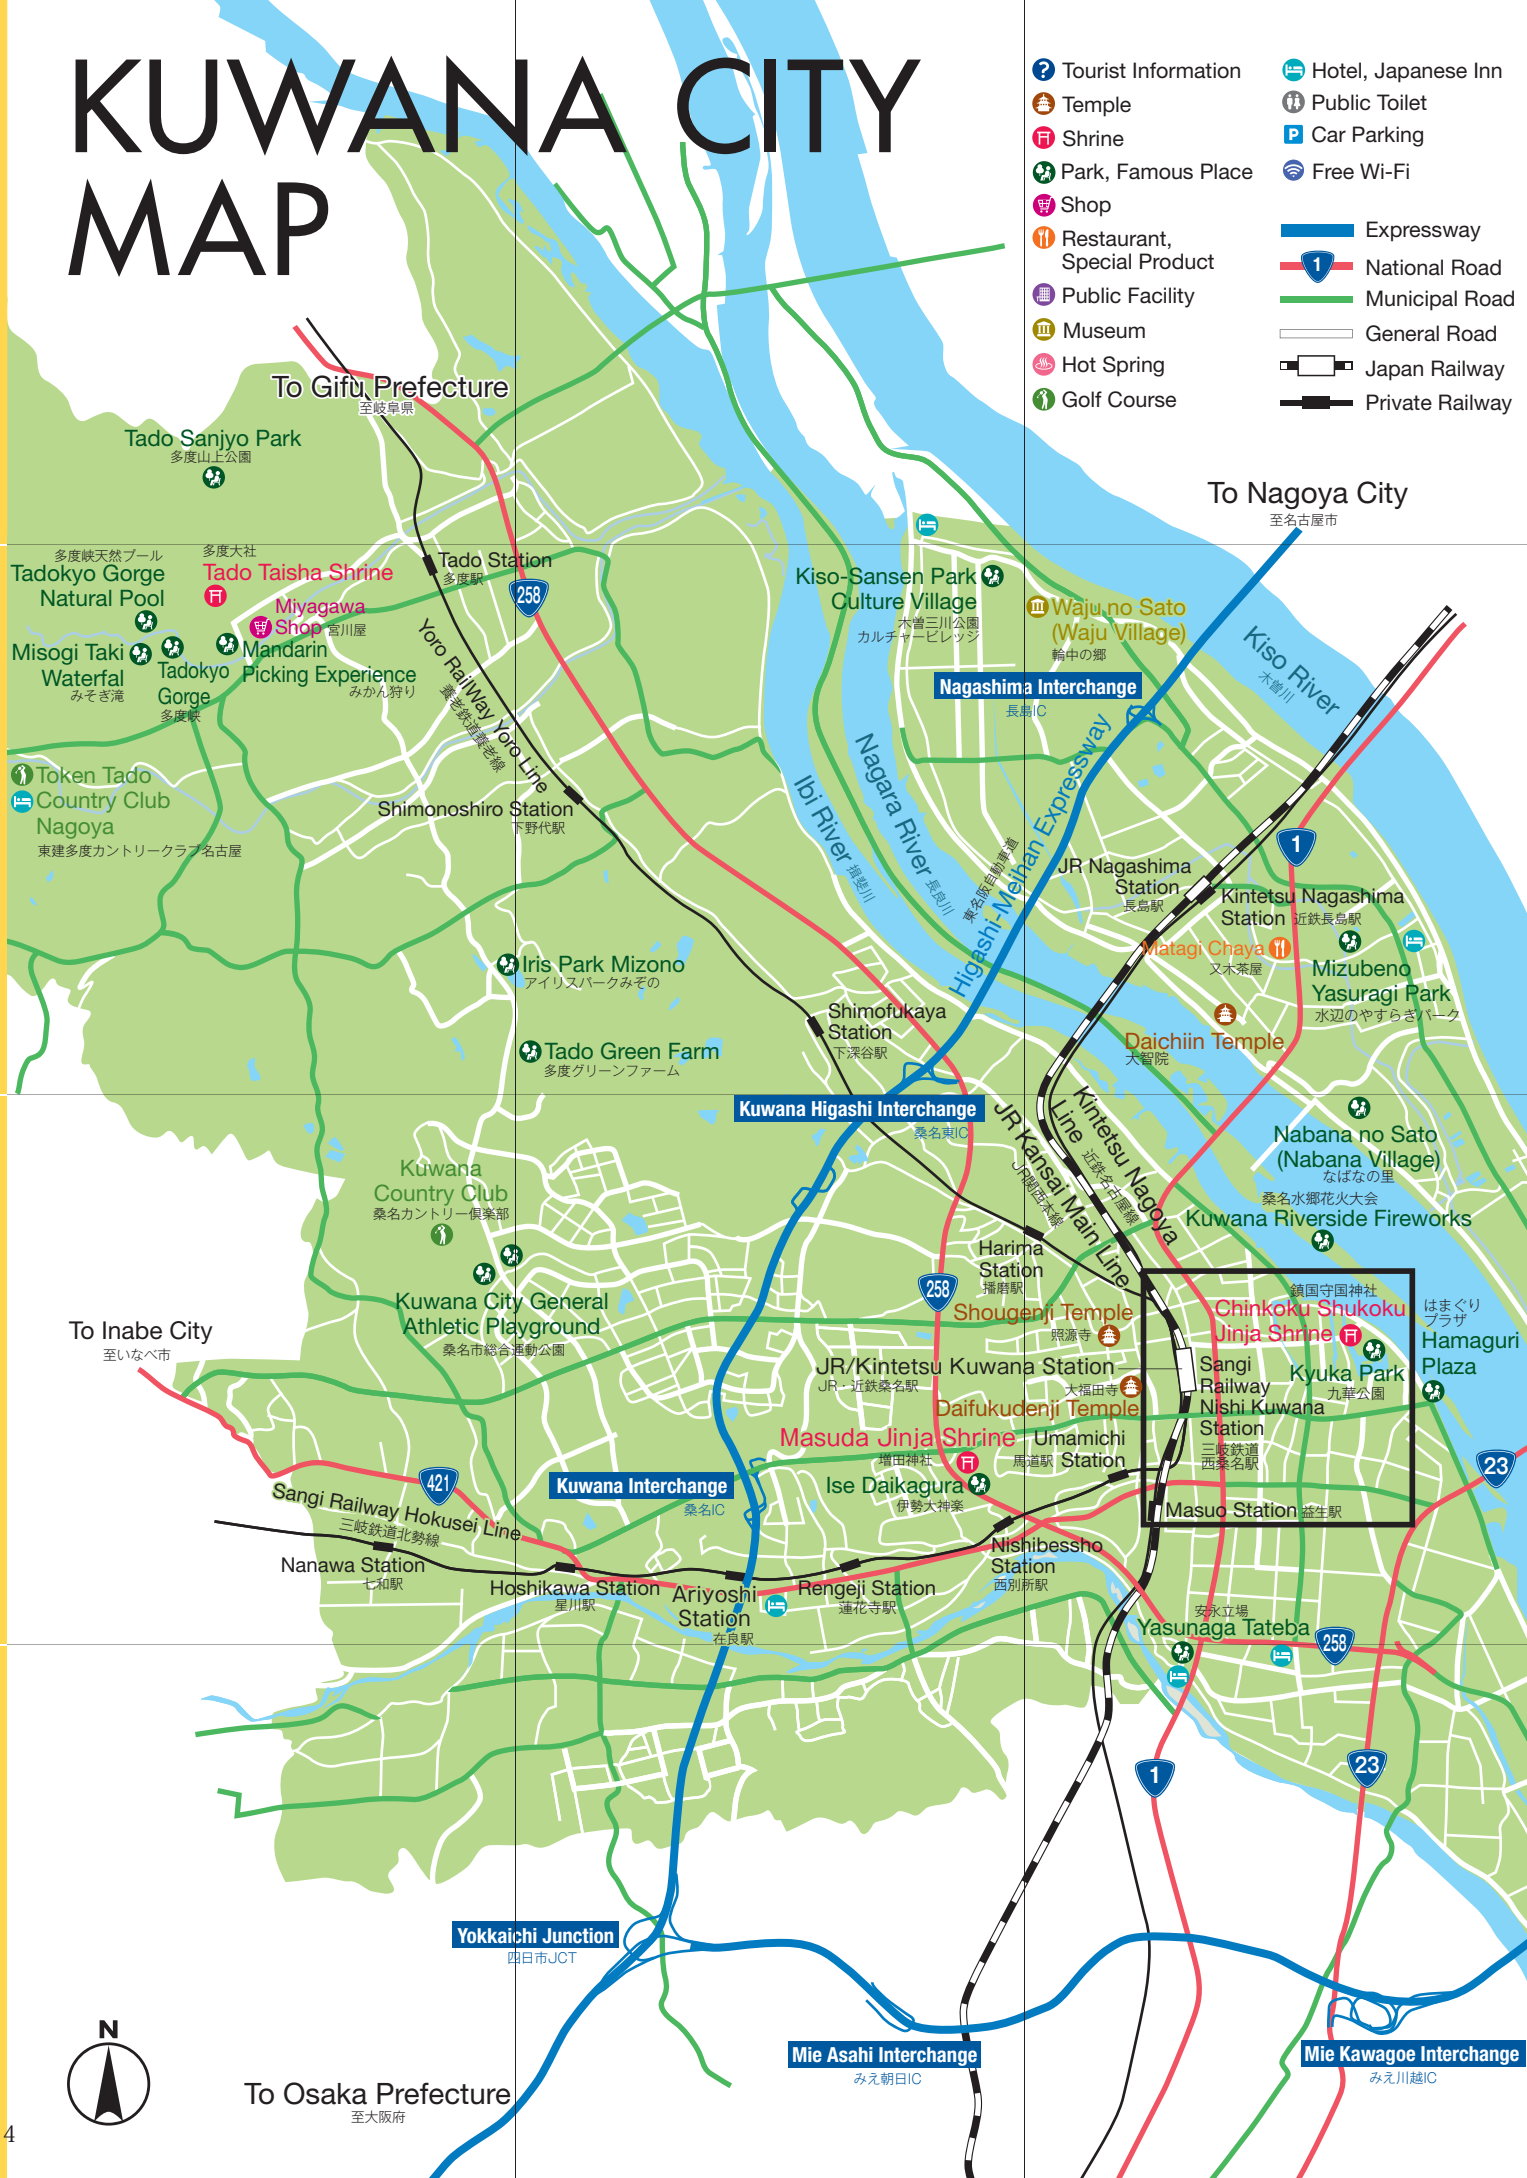 KUWANA CITY
MAP
Tourist Information
Temple
Shrine
Park, Famous Place
Shop
Restaurant,
Special Product
Public Facility
Museum
Hot Spring
Golf Course
Hotel, Japanese Inn
Public Toilet
P Car Parking
Free Wi-Fi
Expressway
1 National Road
Municipal Road
General Road
Japan Railway
Private Railway
To Gifu Prefecture
至岐阜県
Tado Sanjyo Park
多度山上公園
To Nagoya City
至名古屋市
多度峡天然プール
Tadokyo Gorge
Natural Pool
多度大社
Tado Taisha Shrine
Miyagawa
Shop 宮川屋
Misogi Taki
Waterfal
みそぎ滝
Tadokyo
Gorge
多度峡
Mandarin
Picking Experience
みかん狩り
Tado Station
多度駅
258
Yoro RailWay Yoro Line
養老鉄道養老線
Kiso-Sansen Park
Culture Village
木曽三川公園
カルチャービレッジ
Waju no Sato
(Waju Village)
輪中の郷
Kiso River
木曽川
Nagashima Interchange
長島IC
Token Tado
Country Club
Nagoya
東建多度カントリークラブ名古屋
Shimonoshiro Station
下野代駅
Ibi River 揖斐川
Nagara River 長良川
Higashi-Meihan Expressway
東名阪自動車道
1
JR Nagashima
Station
長島駅
Kintetsu Nagashima
Station 近鉄長島駅
Matagi Chaya
又木茶屋
Mizubeno
Yasuragi Park
水辺のやすらぎパーク
Iris Park Mizono
アイリスパークみぞの
Shimofukaya
Station
下深谷駅
Daichiin Temple
大智院
Tado Green Farm
多度グリーンファーム
Kuwana Higashi Interchange
桑名東IC
JR Kansai Main Line
JR関西本線
Kintetsu Nagoya
Line 近鉄名古屋線
Nabana no Sato
(Nabana Village)
なばなの里
桑名水郷花火大会
Kuwana Riverside Fireworks
Kuwana
Country Club
桑名カントリー倶楽部
Harima
Station
播磨駅
258
Kuwana City General
Athletic Playground
桑名市総合運動公園
Shougenji Temple
照源寺
鎮国守国神社
Chinkoku Shukoku
Jinja Shrine
はまぐり
プラザ
Hamaguri
Plaza
To Inabe City
至いなべ市
JR/Kintetsu Kuwana Station
JR・近鉄桑名駅
Sangi
Railway
Nishi Kuwana
Station
三岐鉄道
西桑名駅
Kyuka Park
九華公園
大福田寺
Daifukudenji Temple
Masuda Jinja Shrine
増田神社
Umamichi
馬道駅 Station
Ise Daikagura
伊勢大神楽
23
421
Kuwana Interchange
桑名IC
Sangi Railway Hokusei Line
三岐鉄道北勢線
Masuo Station 益生駅
Nanawa Station
七和駅
Hoshikawa Station
星川駅
Ariyoshi
Station
在良駅
Rengeji Station
蓮花寺駅
Nishibessho
Station
西別所駅
安永立場
Yasunaga Tateba
258
1
23
Yokkaichi Junction
四日市JCT
Mie Asahi Interchange
みえ朝日IC
Mie Kawagoe Interchange
みえ川越IC
N
To Osaka Prefecture
至大阪府
4